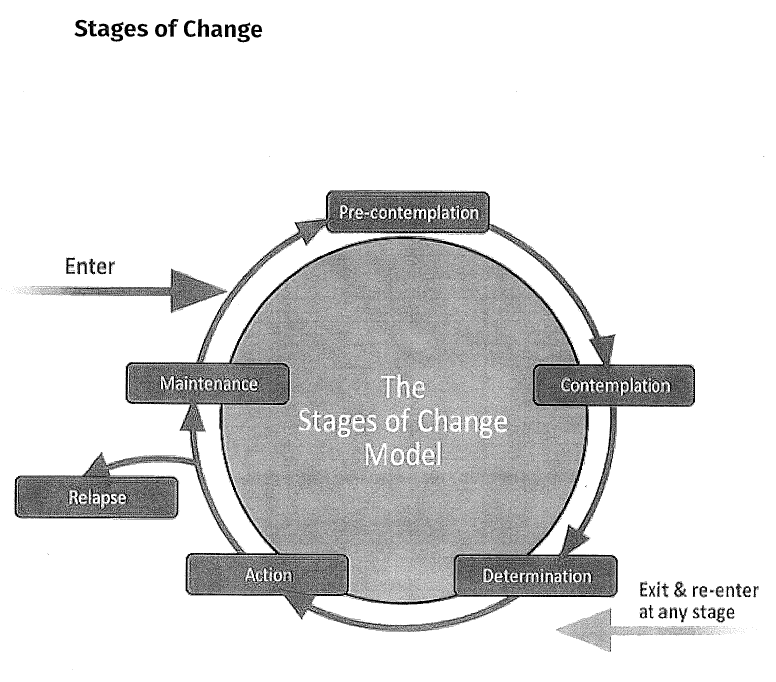 Stages of Change
Pre-contemplation
Enter
Maintenance
Contemplation
The
Stages of Change
Model
Relapse
Action
Determination
Exit & re-enter
at any stage